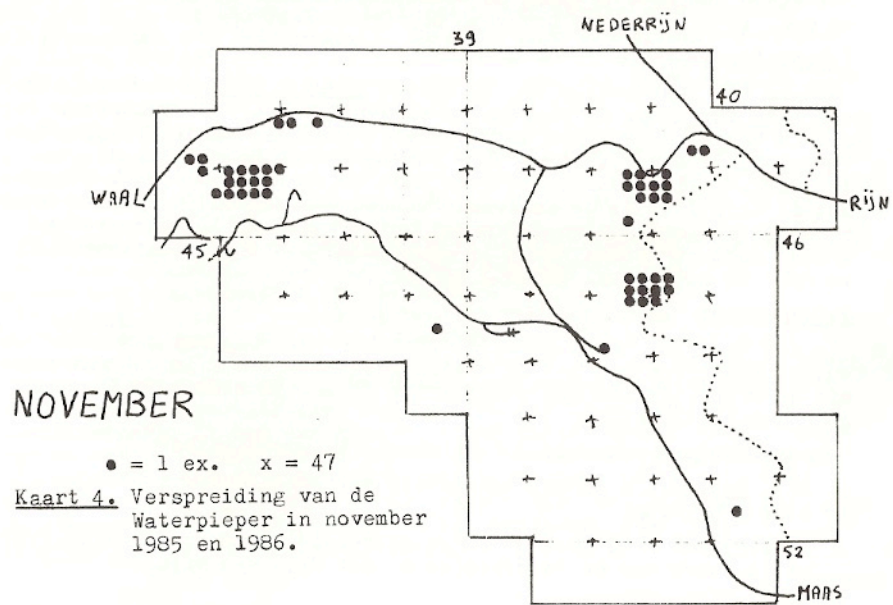 NEDERRIJN
39
40
WAAL
RIJN
45
46
NOVEMBER
● = 1 ex.   x = 47
Kaart 4. Verspreiding van de
Waterpieper in november
1985 en 1986.
52
MAAS